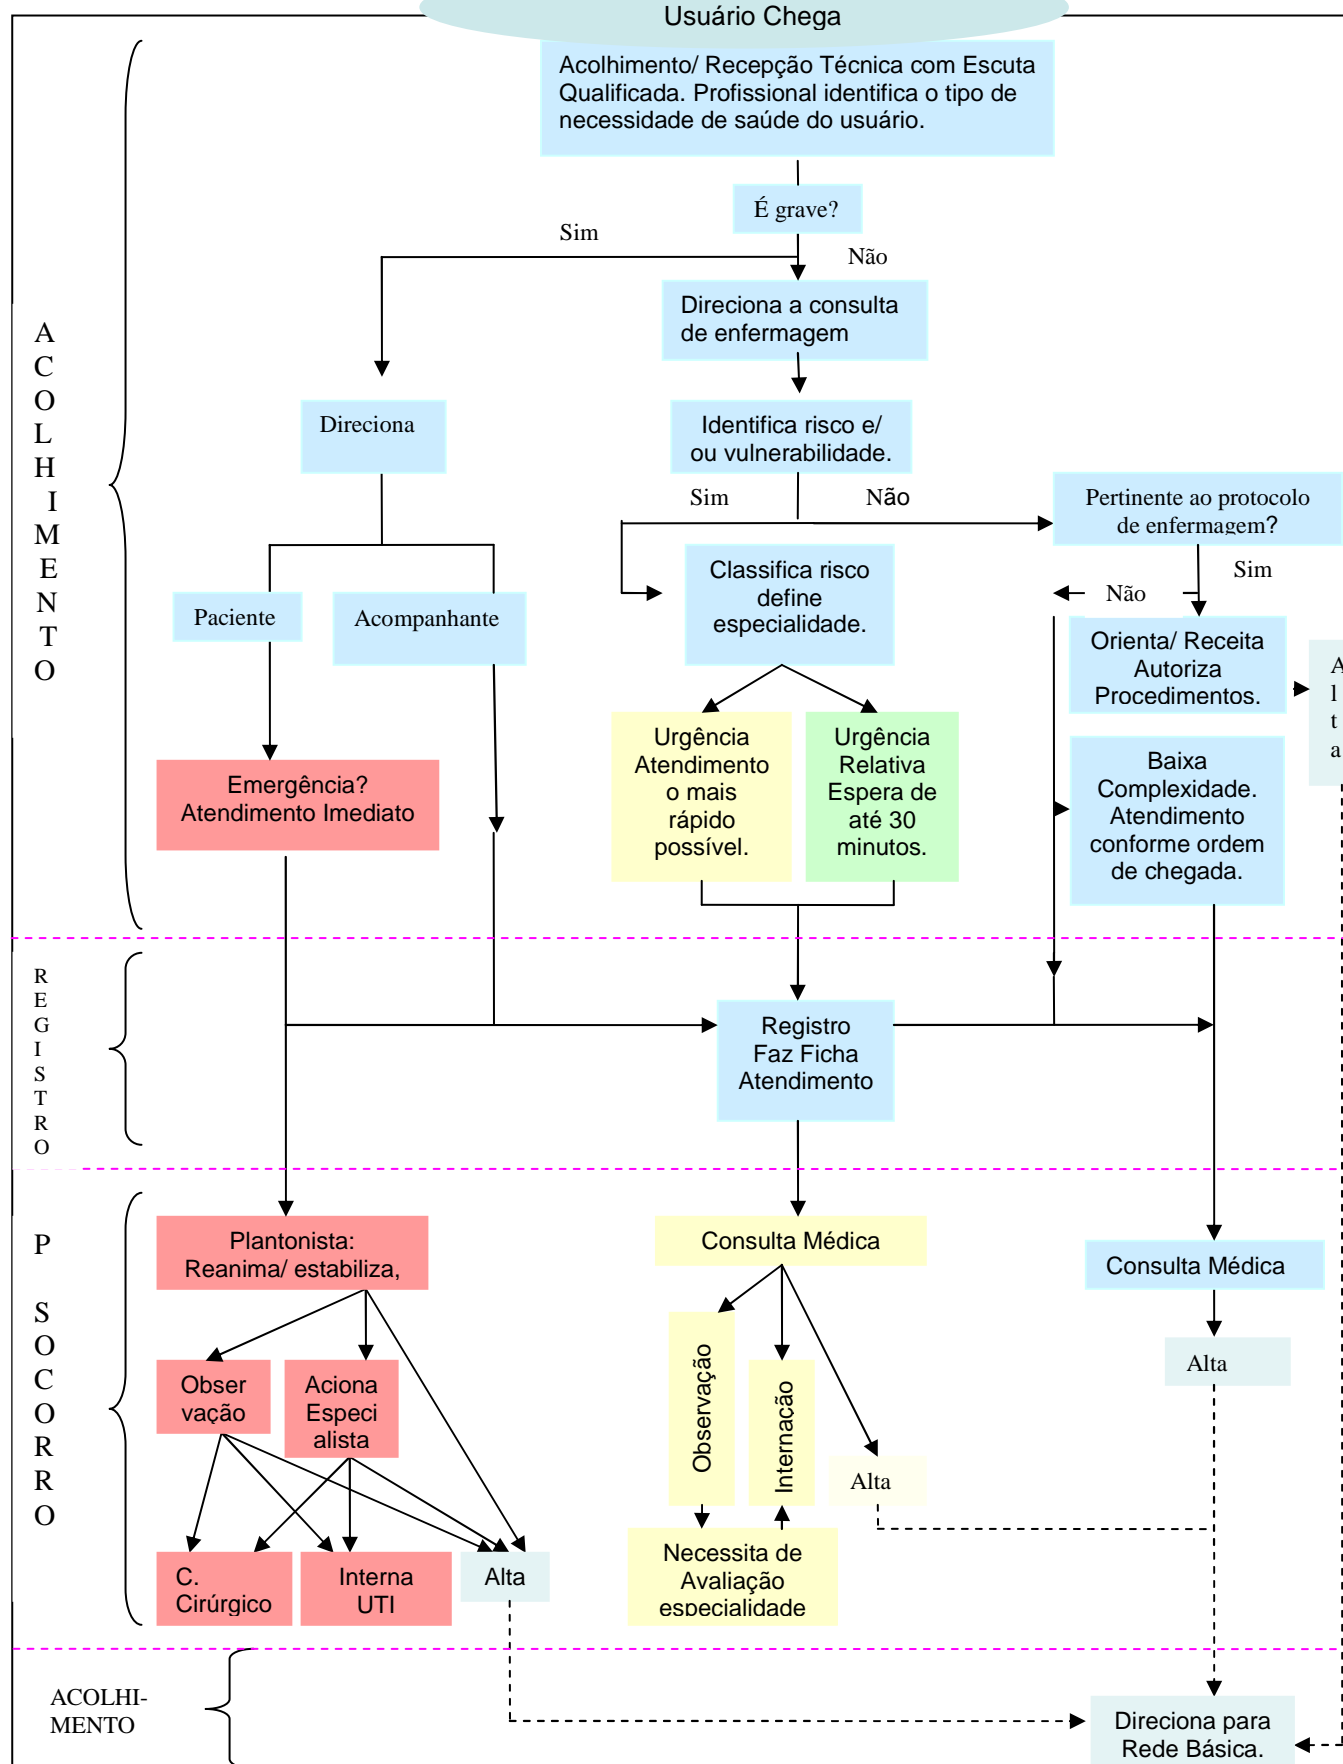 Usuário Chega
Acolhimento/ Recepção Técnica com Escuta
Qualificada. Profissional identifica o tipo de
necessidade de saúde do usuário.
É grave?
Sim
Não
Direciona a consulta
de enfermagem
ACOLHIMENTO
Direciona
Identifica risco e/
ou vulnerabilidade.
Sim
Não
Pertinente ao protocolo
de enfermagem?
Classifica risco
define
especialidade.
Sim
Não
Paciente
Acompanhante
Orienta/ Receita
Autoriza
Procedimentos.
Alta
Urgência
Atendimento
o mais
rápido
possível.
Urgência
Relativa
Espera de
até 30
minutos.
Baixa
Complexidade.
Atendimento
conforme ordem
de chegada.
Emergência?
Atendimento Imediato
REGISTRO
Registro
Faz Ficha
Atendimento
P SOCORRO
Plantonista:
Reanima/ estabiliza,
Consulta Médica
Consulta Médica
Obser
vação
Aciona
Especi
alista
Observação
Internacão
Alta
Alta
C.
Cirúrgico
Interna
UTI
Alta
Necessita de
Avaliação
especialidade
ACOLHI-
MENTO
Direciona para
Rede Básica.